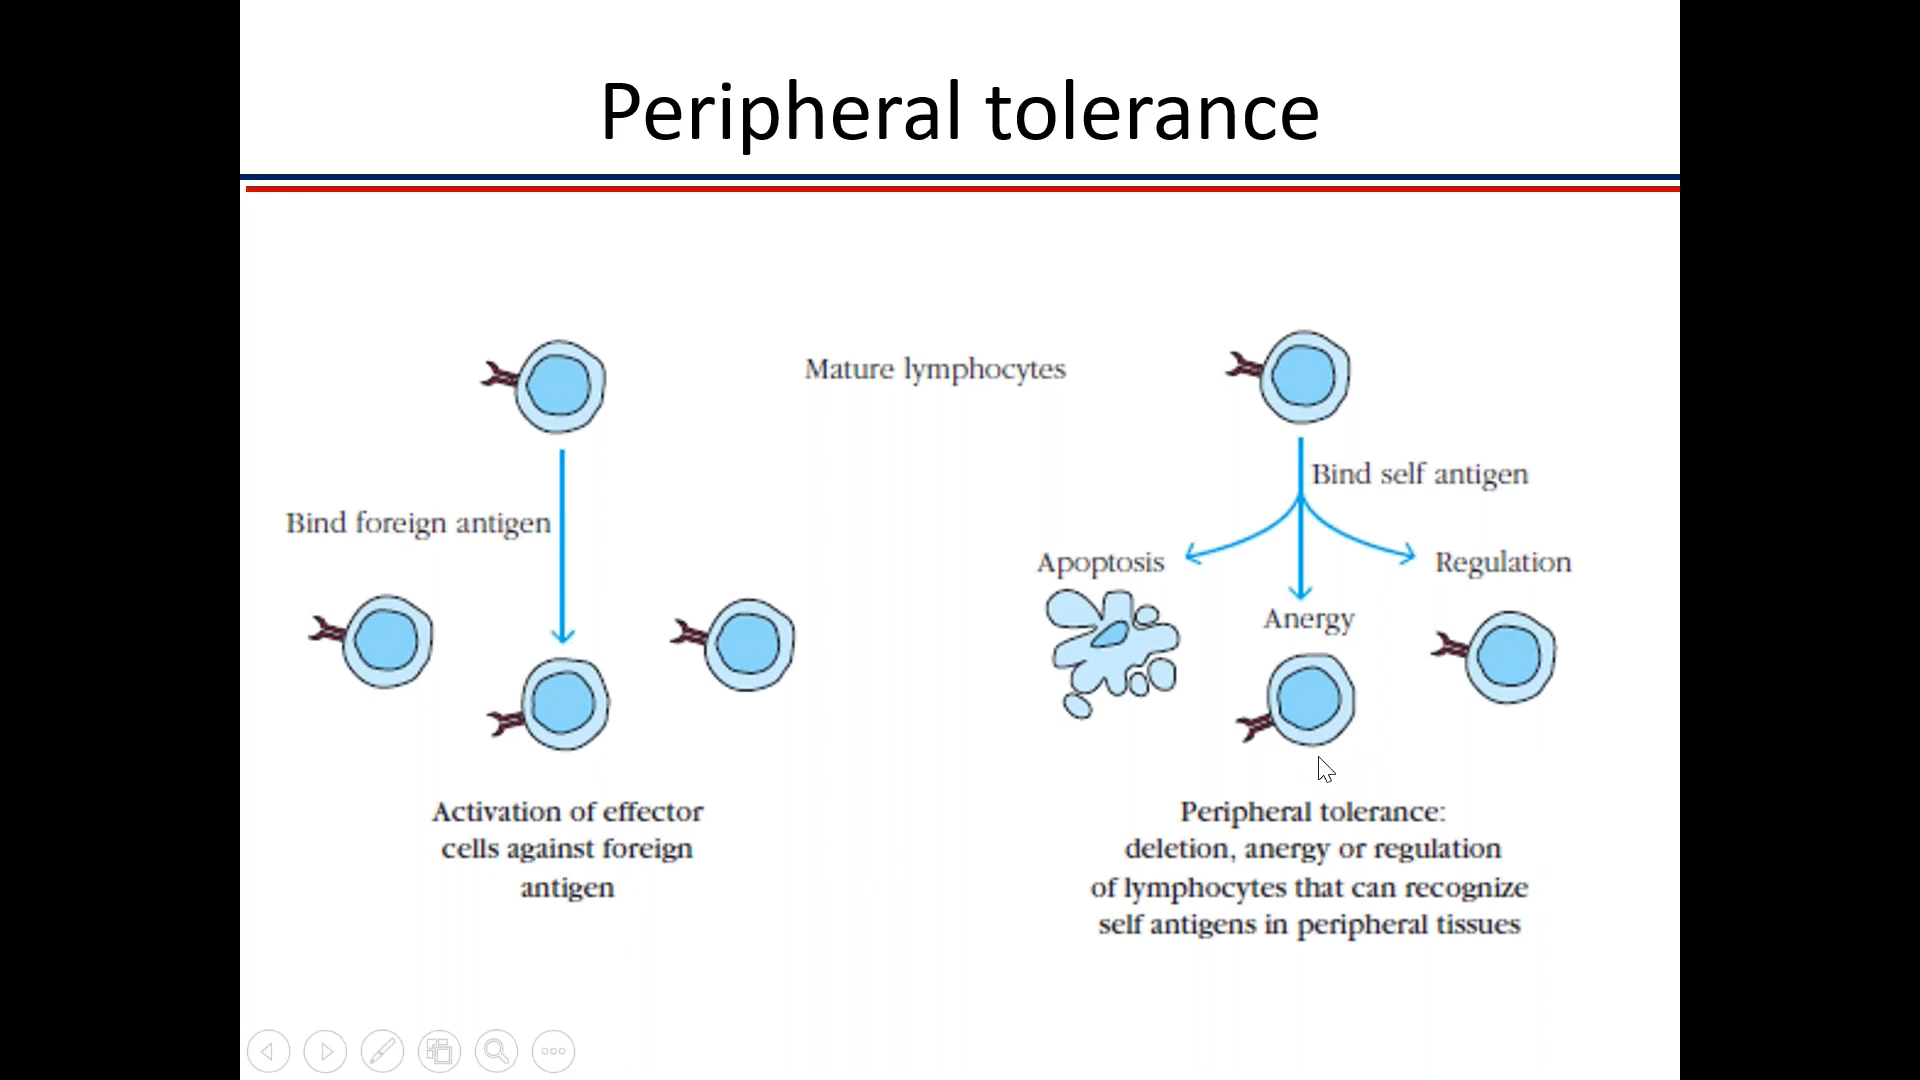 Peripheral tolerance
Mature lymphocytes
Bind foreign antigen
Activation of effector
cells against foreign
antigen
Bind self antigen
Apoptosis
Anergy
Regulation
Peripheral tolerance:
deletion, anergy or regulation
of lymphocytes that can recognize
self antigens in peripheral tissues